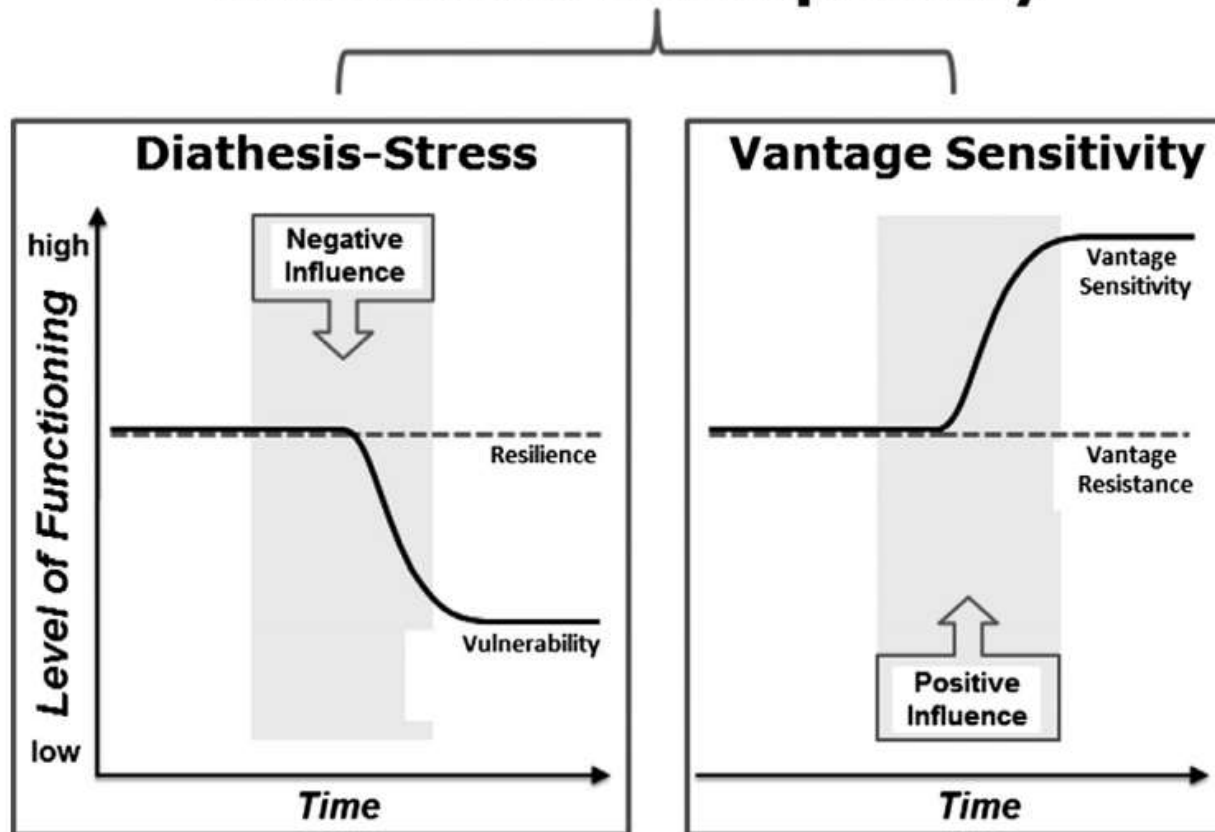 Diathesis-Stress
Vantage Sensitivity
high
Negative
Influence
Vantage
Sensitivity
Level of Functioning
Resilience
Vantage
Resistance
Vulnerability
Positive
Influence
low
Time
Time